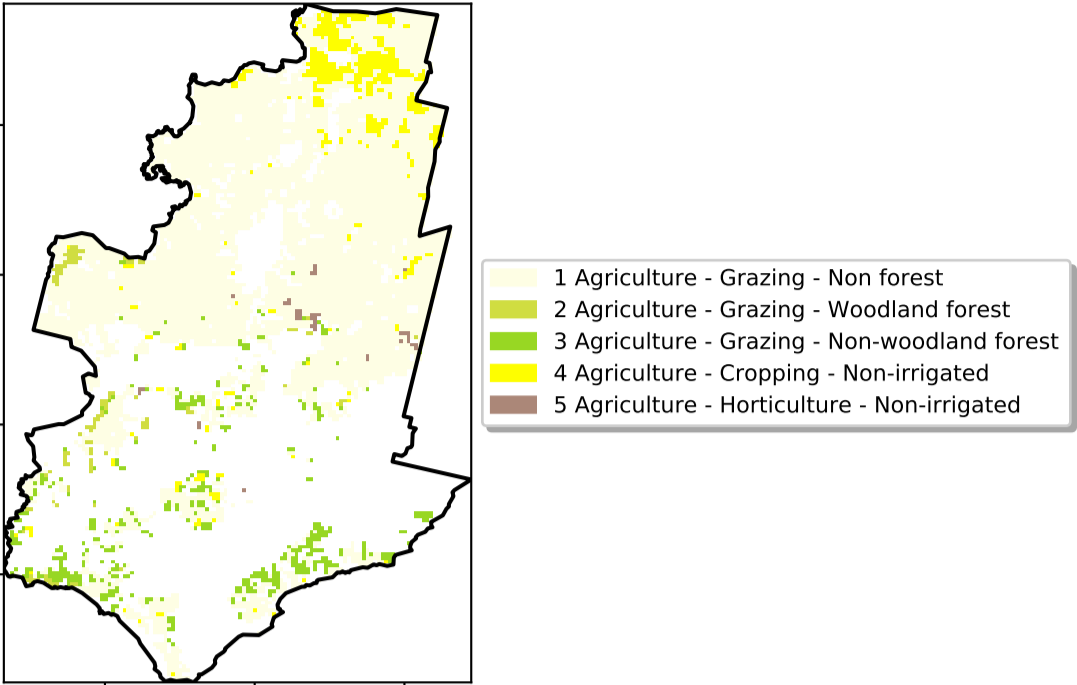 1 Agriculture - Grazing - Non forest
2 Agriculture - Grazing - Woodland forest
3 Agriculture - Grazing - Non-woodland forest
4 Agriculture - Cropping - Non-irrigated
5 Agriculture - Horticulture - Non-irrigated